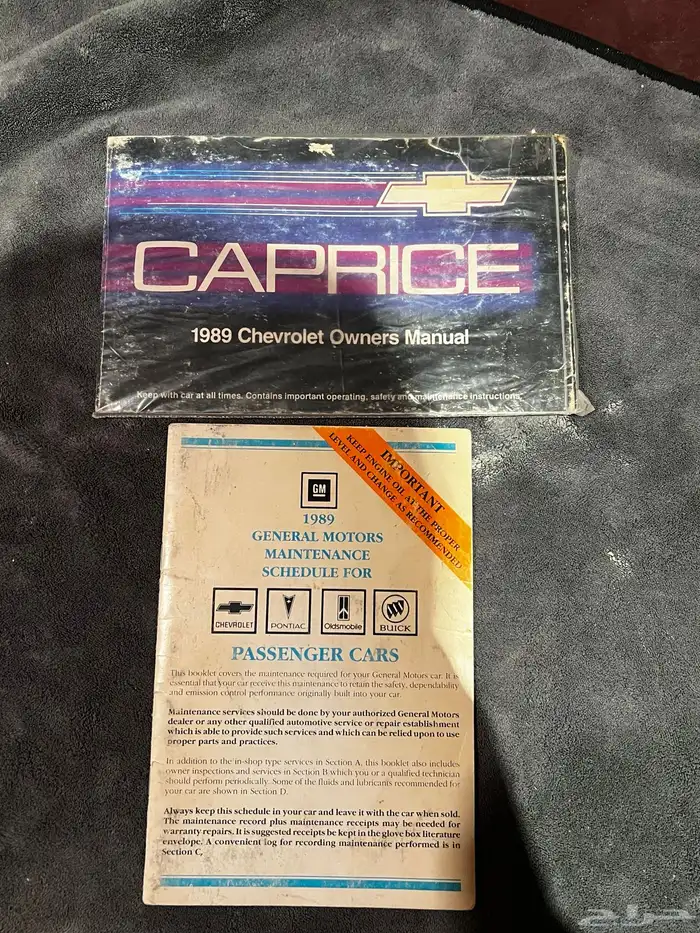 CAPRICE
1989 Chevrolet Owners Manual
Keep with car at all times. Contains important operating, safety and maintenance instructions.
IMPORTANT
KEEP ENGINE OIL AT THE PROPER
LEVEL AND CHANGE AS RECOMMENDED
GM
1989
GENERAL MOTORS
MAINTENANCE
SCHEDULE FOR
CHEVROLET
PONTIAC
Oldsmobile
BUICK
PASSENGER CARS
This booklet covers the maintenance required for your General Motors car. It is
essential that your car receive this maintenance to retain the safety, dependability
and emission control performance originally built into your car.
Maintenance services should be done by your authorized General Motors
dealer or any other qualified automotive service or repair establishment
which is able to provide such services and which can be relied upon to use
proper parts and practices.
In addition to the in-shop type services in Section A, this booklet also includes
owner inspections and services in Section B which you or a qualified technician
should perform periodically. Some of the fluids and lubricants recommended for
your car are shown in Section D.
Always keep this schedule in your car and leave it with the car when sold.
The maintenance record plus maintenance receipts may be needed for
warranty repairs. It is suggested receipts be kept in the glove box literature
envelope. A convenient log for recording maintenance performed is in
Section C.
حراج